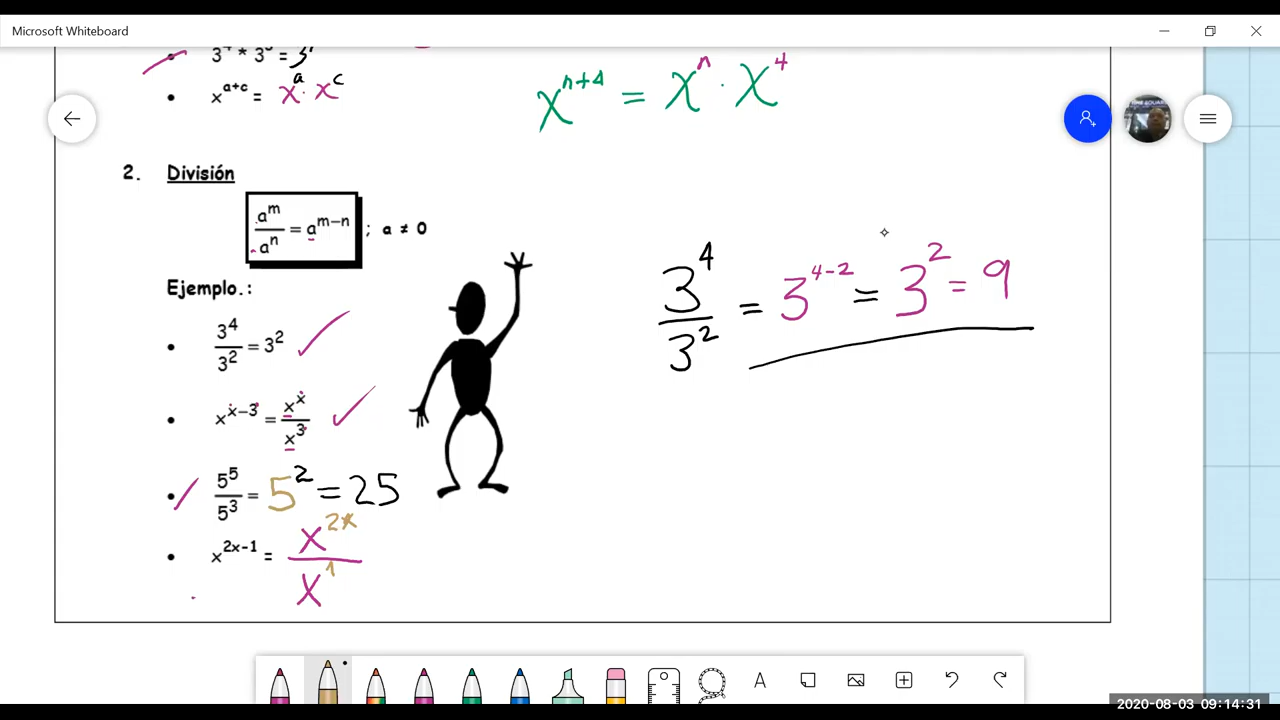 Microsoft Whiteboard
x^{a+c} = x^a · x^c
x^{n+4} = x^n · x^4
2. División
a^m / a^n = a^{m-n} ; a ≠ 0
Ejemplo.:
3^4 / 3^2 = 3^{4-2} = 3^2 = 9
• 3^4 / 3^2 = 3^2
• x^{x-3} = x^x / x^3
• 5^5 / 5^3 = 5^2 = 25
• x^{2x-1} = x^{2x} / x^1
A
2020-08-03 09:14:31